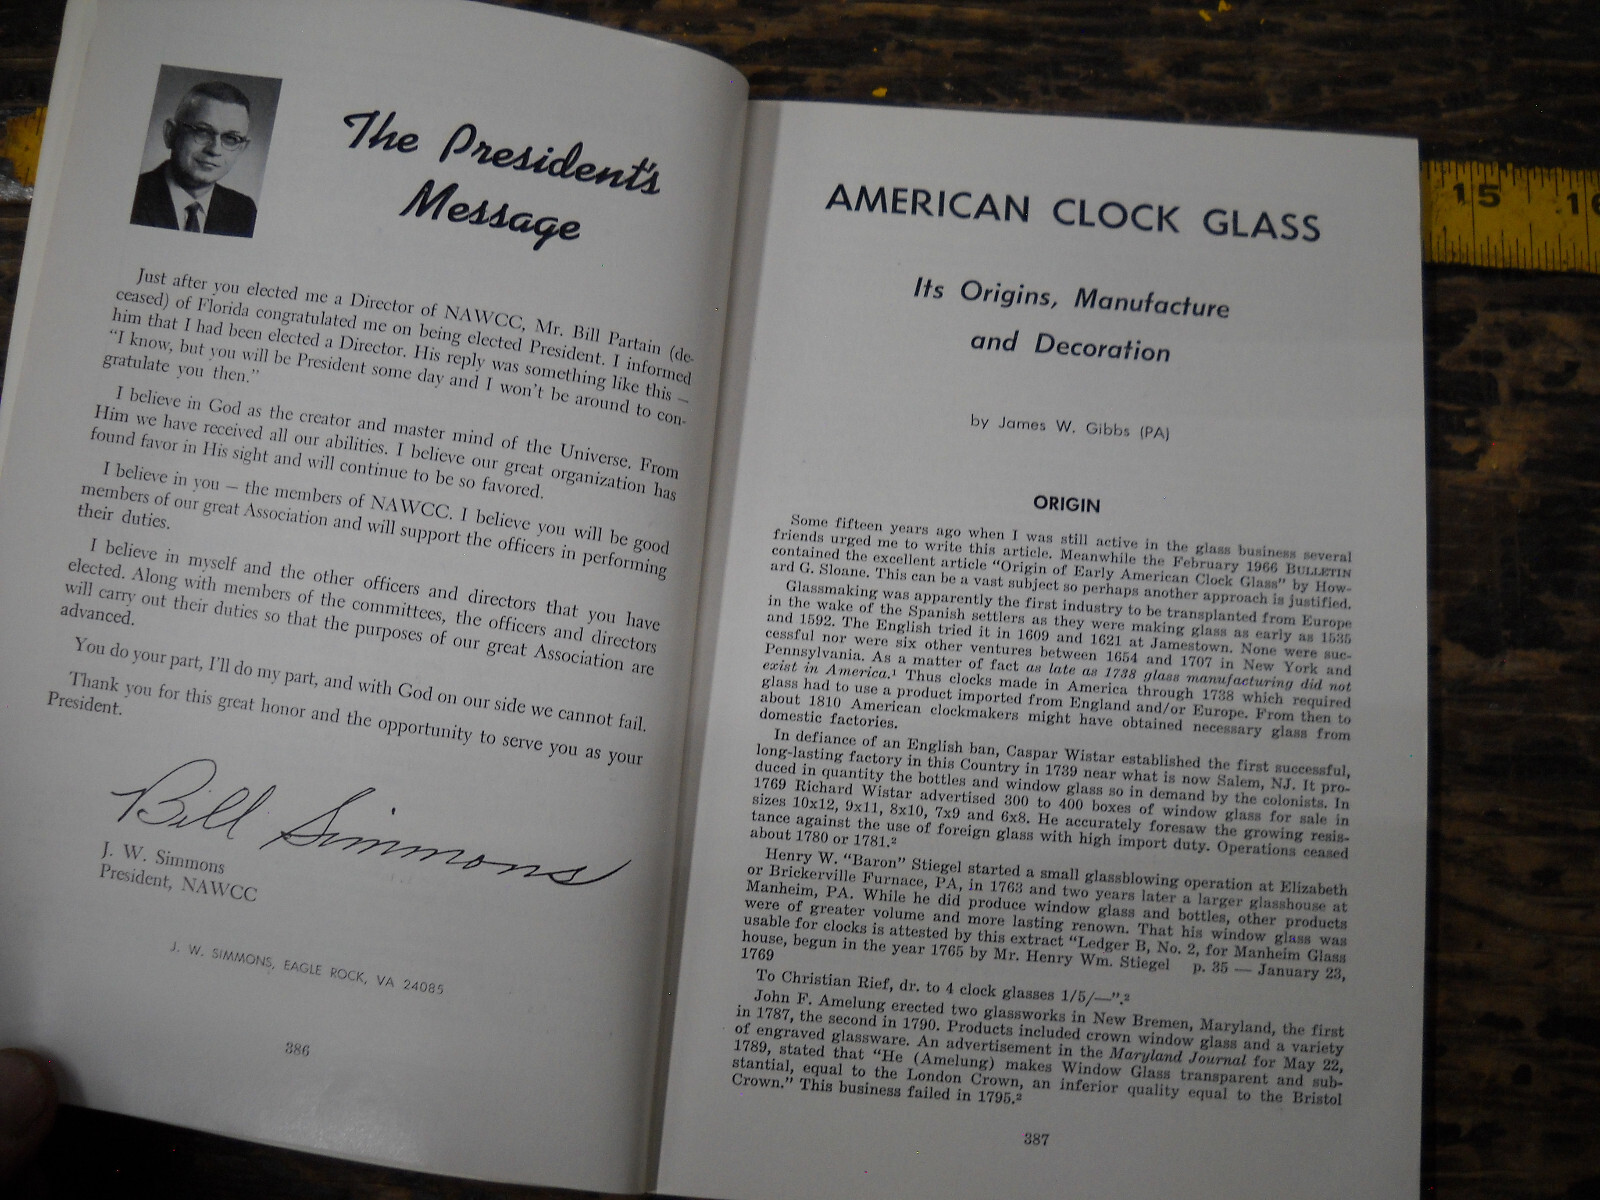 The President's
Message
Just after you elected me a Director of NAWCC, Mr. Bill Partain (de-
ceased) of Florida congratulated me on being elected President. I informed
him that I had been elected a Director. His reply was something like this –
"I know, but you will be President some day and I won't be around to con-
gratulate you then."
I believe in God as the creator and master mind of the Universe. From
Him we have received all our abilities. I believe our great organization has
found favor in His sight and will continue to be so favored.
I believe in you – the members of NAWCC. I believe you will be good
members of our great Association and will support the officers in performing
their duties.
I believe in myself and the other officers and directors that you have
elected. Along with members of the committees, the officers and directors
will carry out their duties so that the purposes of our great Association are
advanced.
You do your part, I'll do my part, and with God on our side we cannot fail.
Thank you for this great honor and the opportunity to serve you as your
President.
Bill Simmons
J. W. Simmons
President, NAWCC
J. W. SIMMONS, EAGLE ROCK, VA 24085
386
AMERICAN CLOCK GLASS
Its Origins, Manufacture
and Decoration
by James W. Gibbs (PA)
ORIGIN
Some fifteen years ago when I was still active in the glass business several
friends urged me to write this article. Meanwhile the February 1966 BULLETIN
contained the excellent article "Origin of Early American Clock Glass" by How-
ard G. Sloane. This can be a vast subject so perhaps another approach is justified.
Glassmaking was apparently the first industry to be transplanted from Europe
in the wake of the Spanish settlers as they were making glass as early as 1535
and 1592. The English tried it in 1609 and 1621 at Jamestown. None were suc-
cessful nor were six other ventures between 1654 and 1707 in New York and
Pennsylvania. As a matter of fact as late as 1738 glass manufacturing did not
exist in America.¹ Thus clocks made in America through 1738 which required
glass had to use a product imported from England and/or Europe. From then to
about 1810 American clockmakers might have obtained necessary glass from
domestic factories.
In defiance of an English ban, Caspar Wistar established the first successful,
long-lasting factory in this Country in 1739 near what is now Salem, NJ. It pro-
duced in quantity the bottles and window glass so in demand by the colonists. In
1769 Richard Wistar advertised 300 to 400 boxes of window glass for sale in
sizes 10x12, 9x11, 8x10, 7x9 and 6x8. He accurately foresaw the growing resis-
tance against the use of foreign glass with high import duty. Operations ceased
about 1780 or 1781.²
Henry W. "Baron" Stiegel started a small glassblowing operation at Elizabeth
or Brickerville Furnace, PA, in 1763 and two years later a larger glasshouse at
Manheim, PA. While he did produce window glass and bottles, other products
were of greater volume and more lasting renown. That his window glass was
usable for clocks is attested by this extract "Ledger B, No. 2, for Manheim Glass
house, begun in the year 1765 by Mr. Henry Wm. Stiegel p. 35 — January 23,
1769
To Christian Rief, dr. to 4 clock glasses 1/5/—".²
John F. Amelung erected two glassworks in New Bremen, Maryland, the first
in 1787, the second in 1790. Products included crown window glass and a variety
of engraved glassware. An advertisement in the Maryland Journal for May 22,
1789, stated that "He (Amelung) makes Window Glass transparent and sub-
stantial, equal to the London Crown, an inferior quality equal to the Bristol
Crown." This business failed in 1795.²
387
15
16